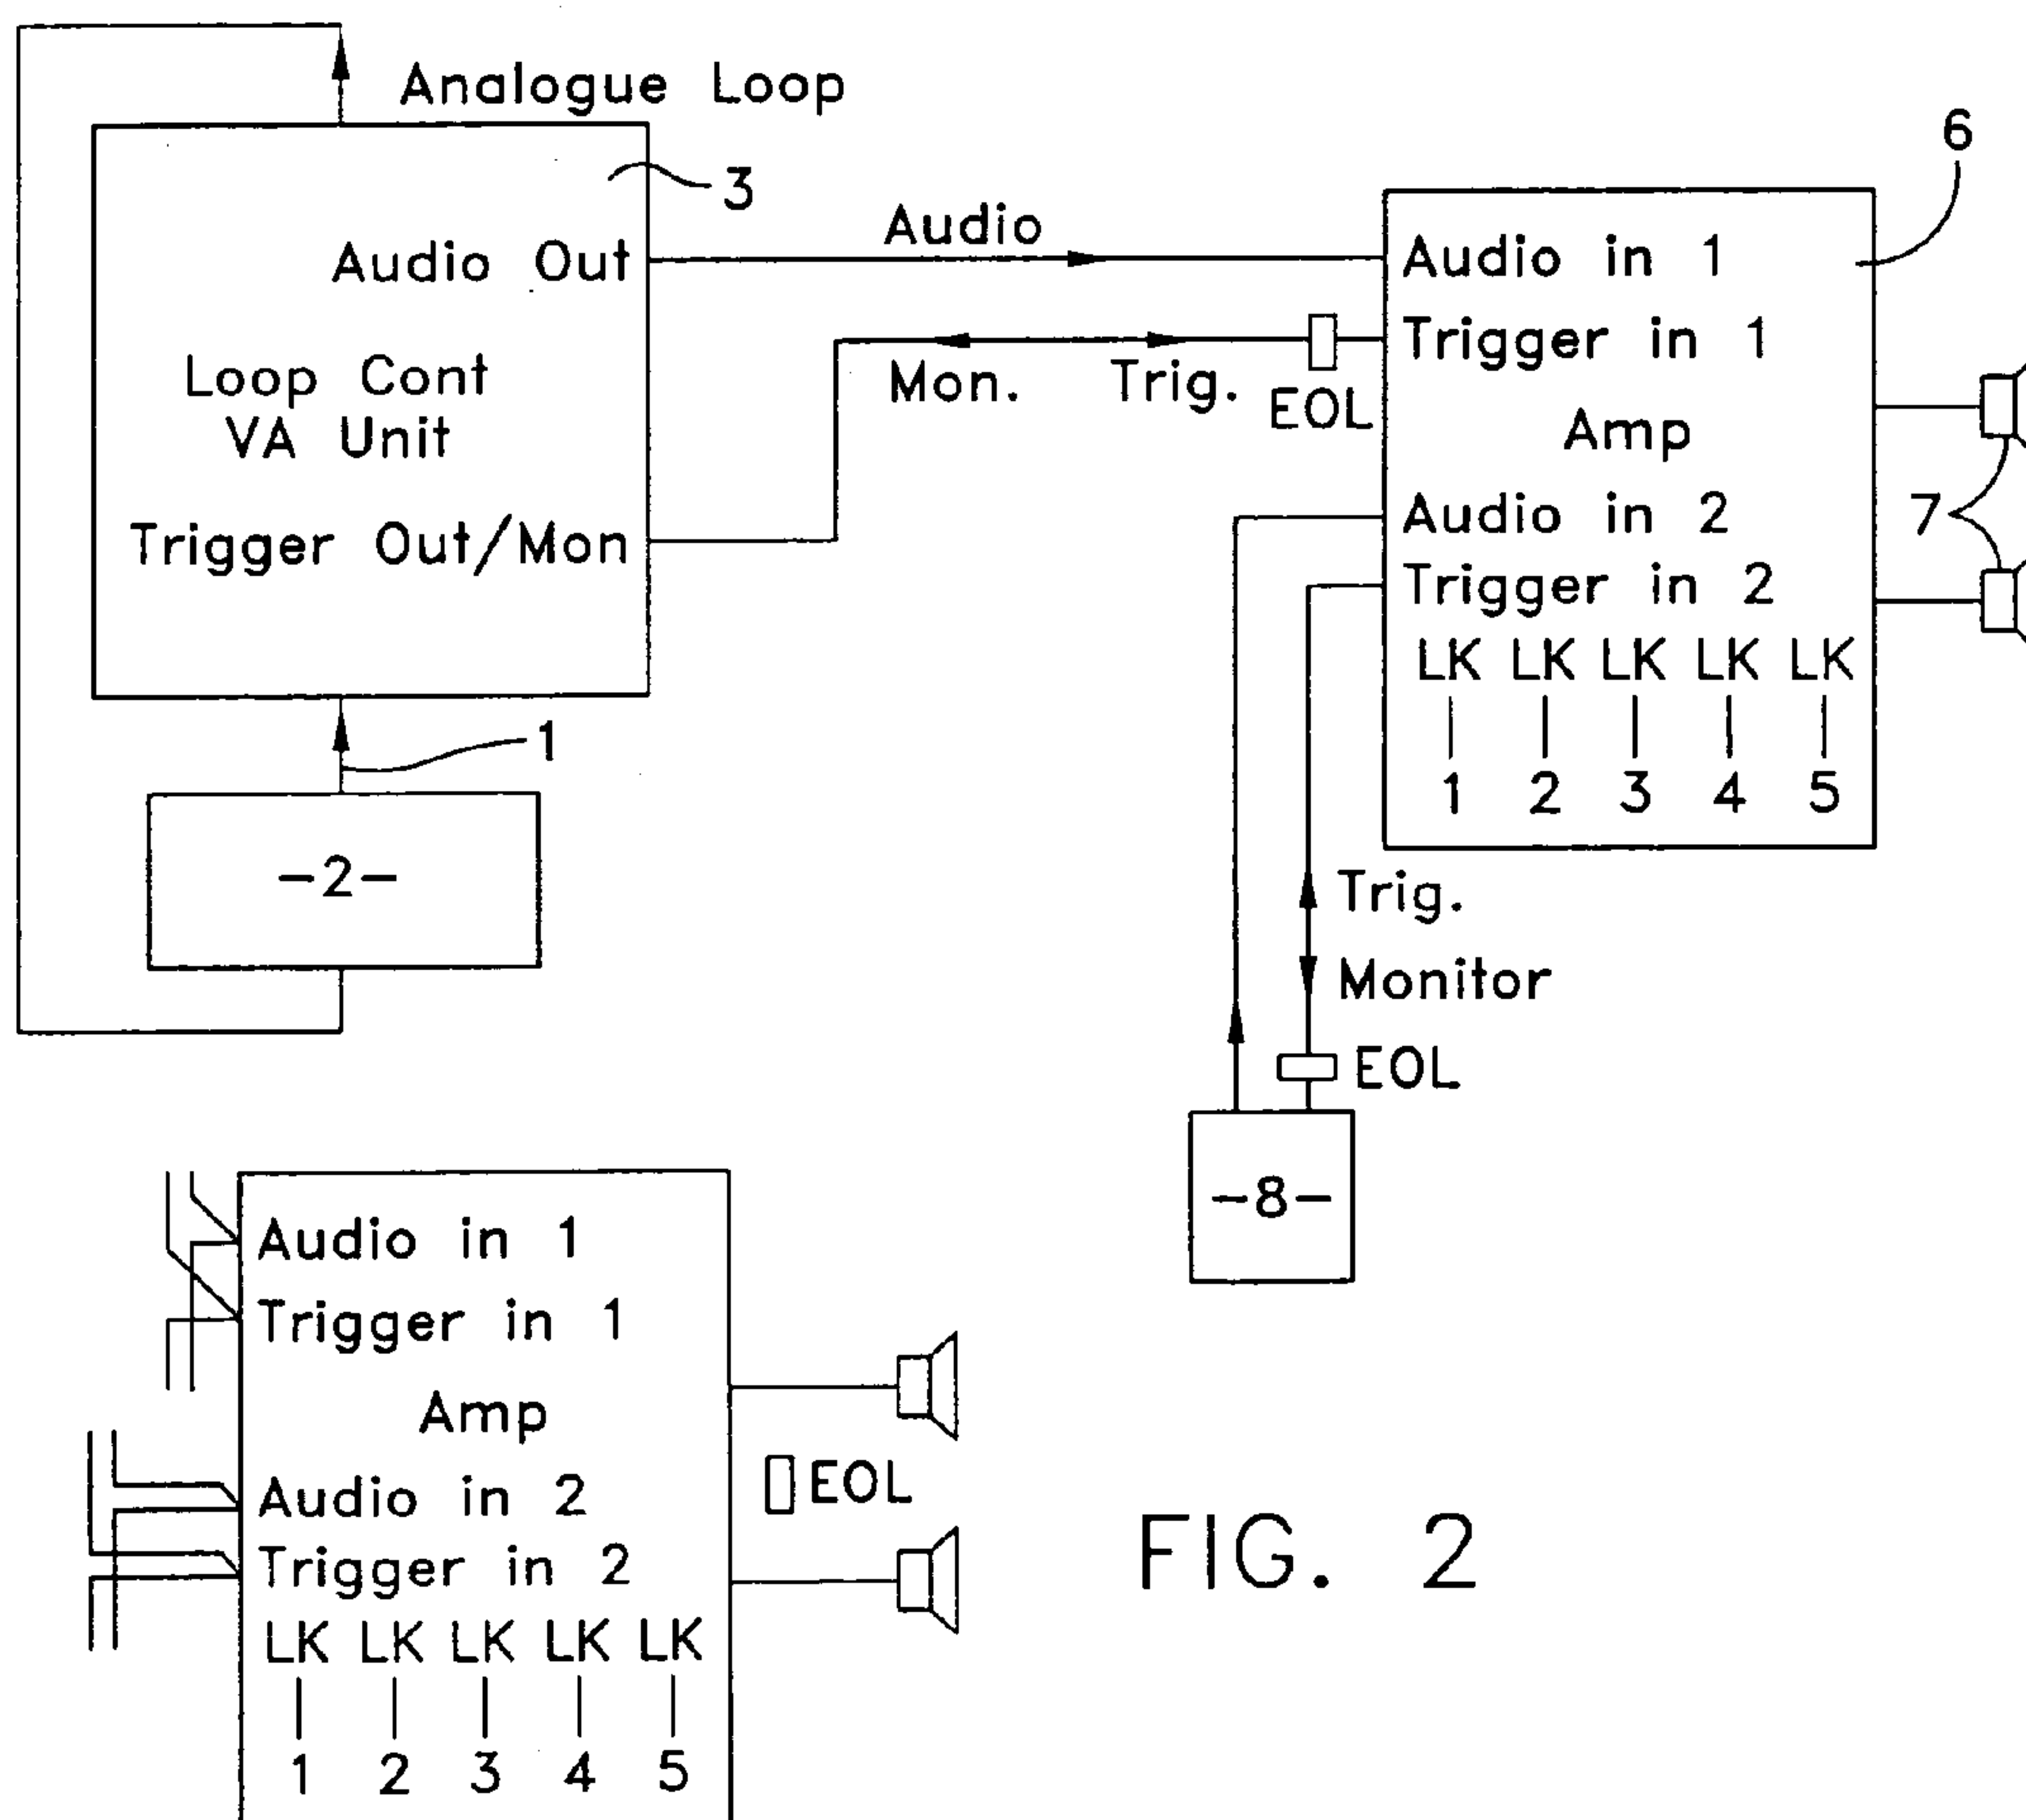 Analogue Loop
3
6
Audio Out
Loop Cont
VA Unit
Trigger Out/Mon
Audio
Mon.
Trig.
EOL
Audio in 1
Trigger in 1
Amp
Audio in 2
Trigger in 2
LK LK LK LK LK
1 2 3 4 5
7
1
-2-
Trig.
Monitor
EOL
-8-
Audio in 1
Trigger in 1
Amp
Audio in 2
Trigger in 2
LK LK LK LK LK
1 2 3 4 5
EOL
FIG. 2